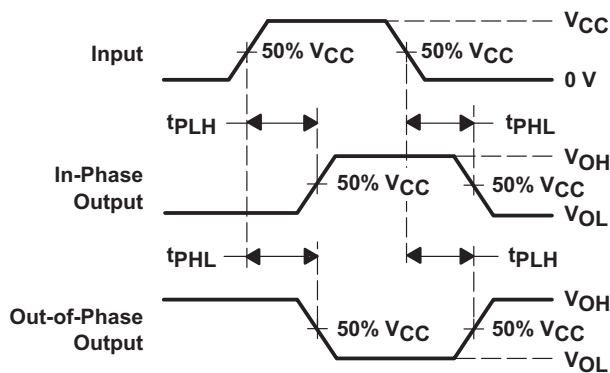 VCC
Input
50% VCC
50% VCC
0 V
tPLH
tPHL
In-Phase
Output
VOH
50% VCC
50% VCC
VOL
tPHL
tPLH
Out-of-Phase
Output
VOH
50% VCC
50% VCC
VOL